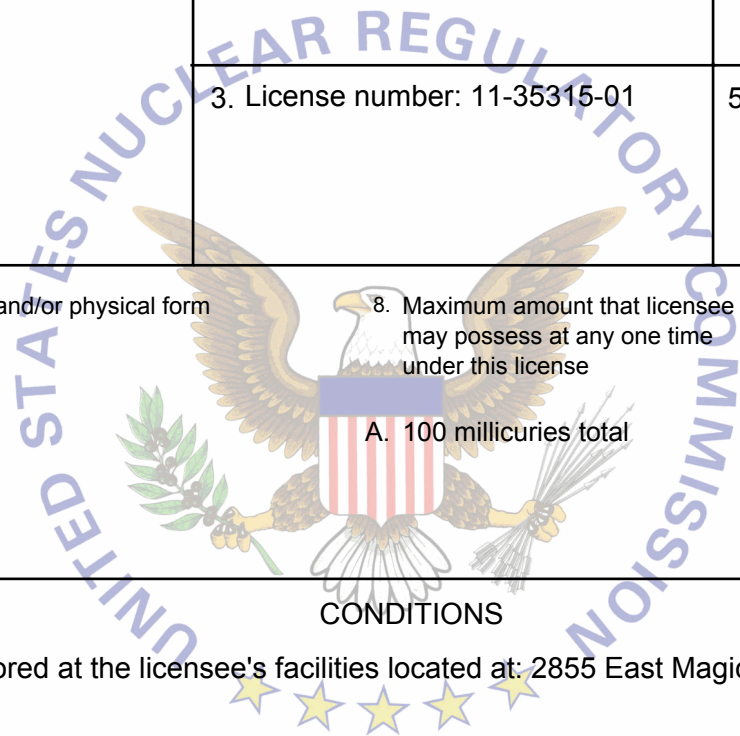 UNITED STATES NUCLEAR REGULATORY COMMISSION
3. License number: 11-35315-01
5
and/or physical form
8. Maximum amount that licensee
may possess at any one time
under this license
A. 100 millicuries total
CONDITIONS
ored at the licensee's facilities located at: 2855 East Magic